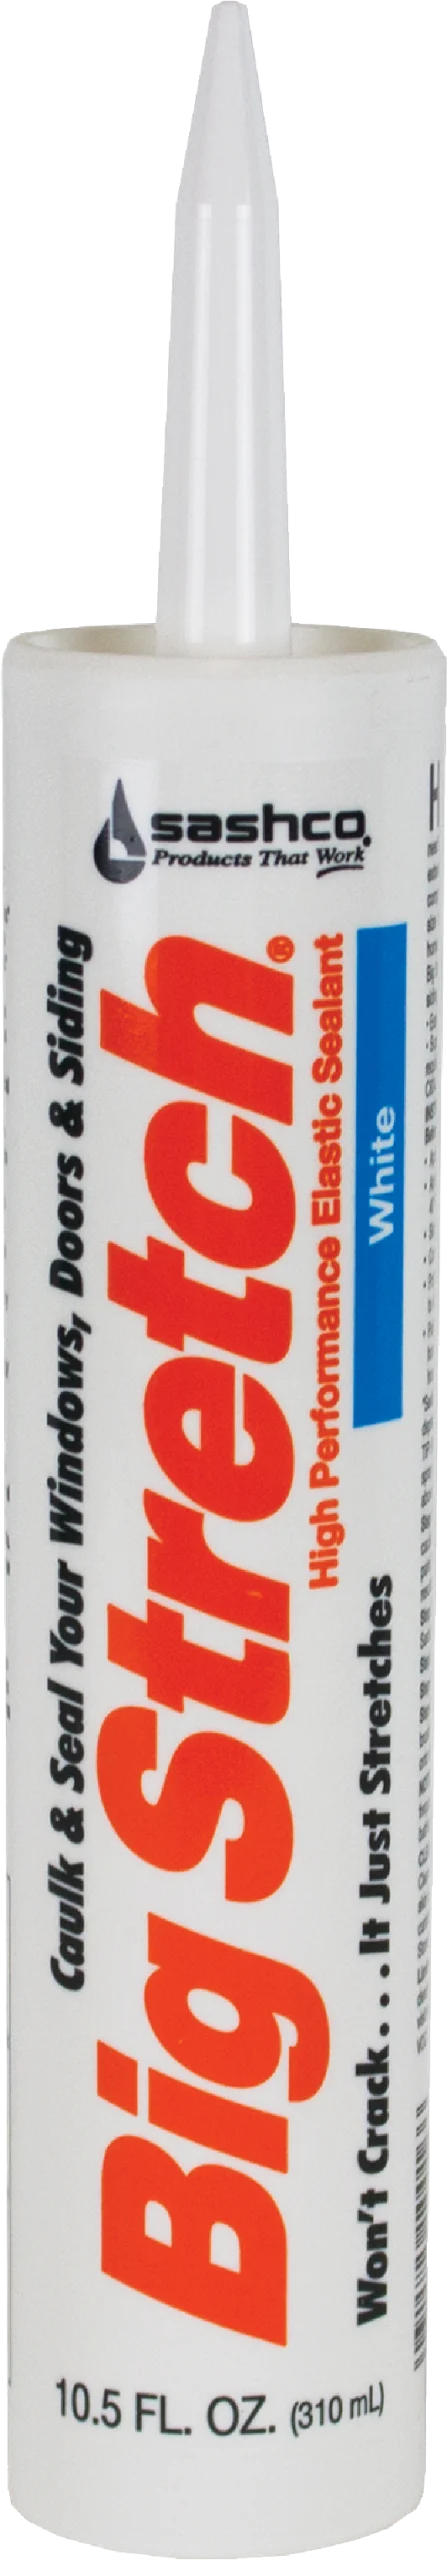 sashco
Products That Work
Caulk & Seal Your Windows, Doors & Siding
Big Stretch®
High Performance Elastic Sealant
White
Won't Crack...It Just Stretches
10.5 FL. OZ. (310 mL)